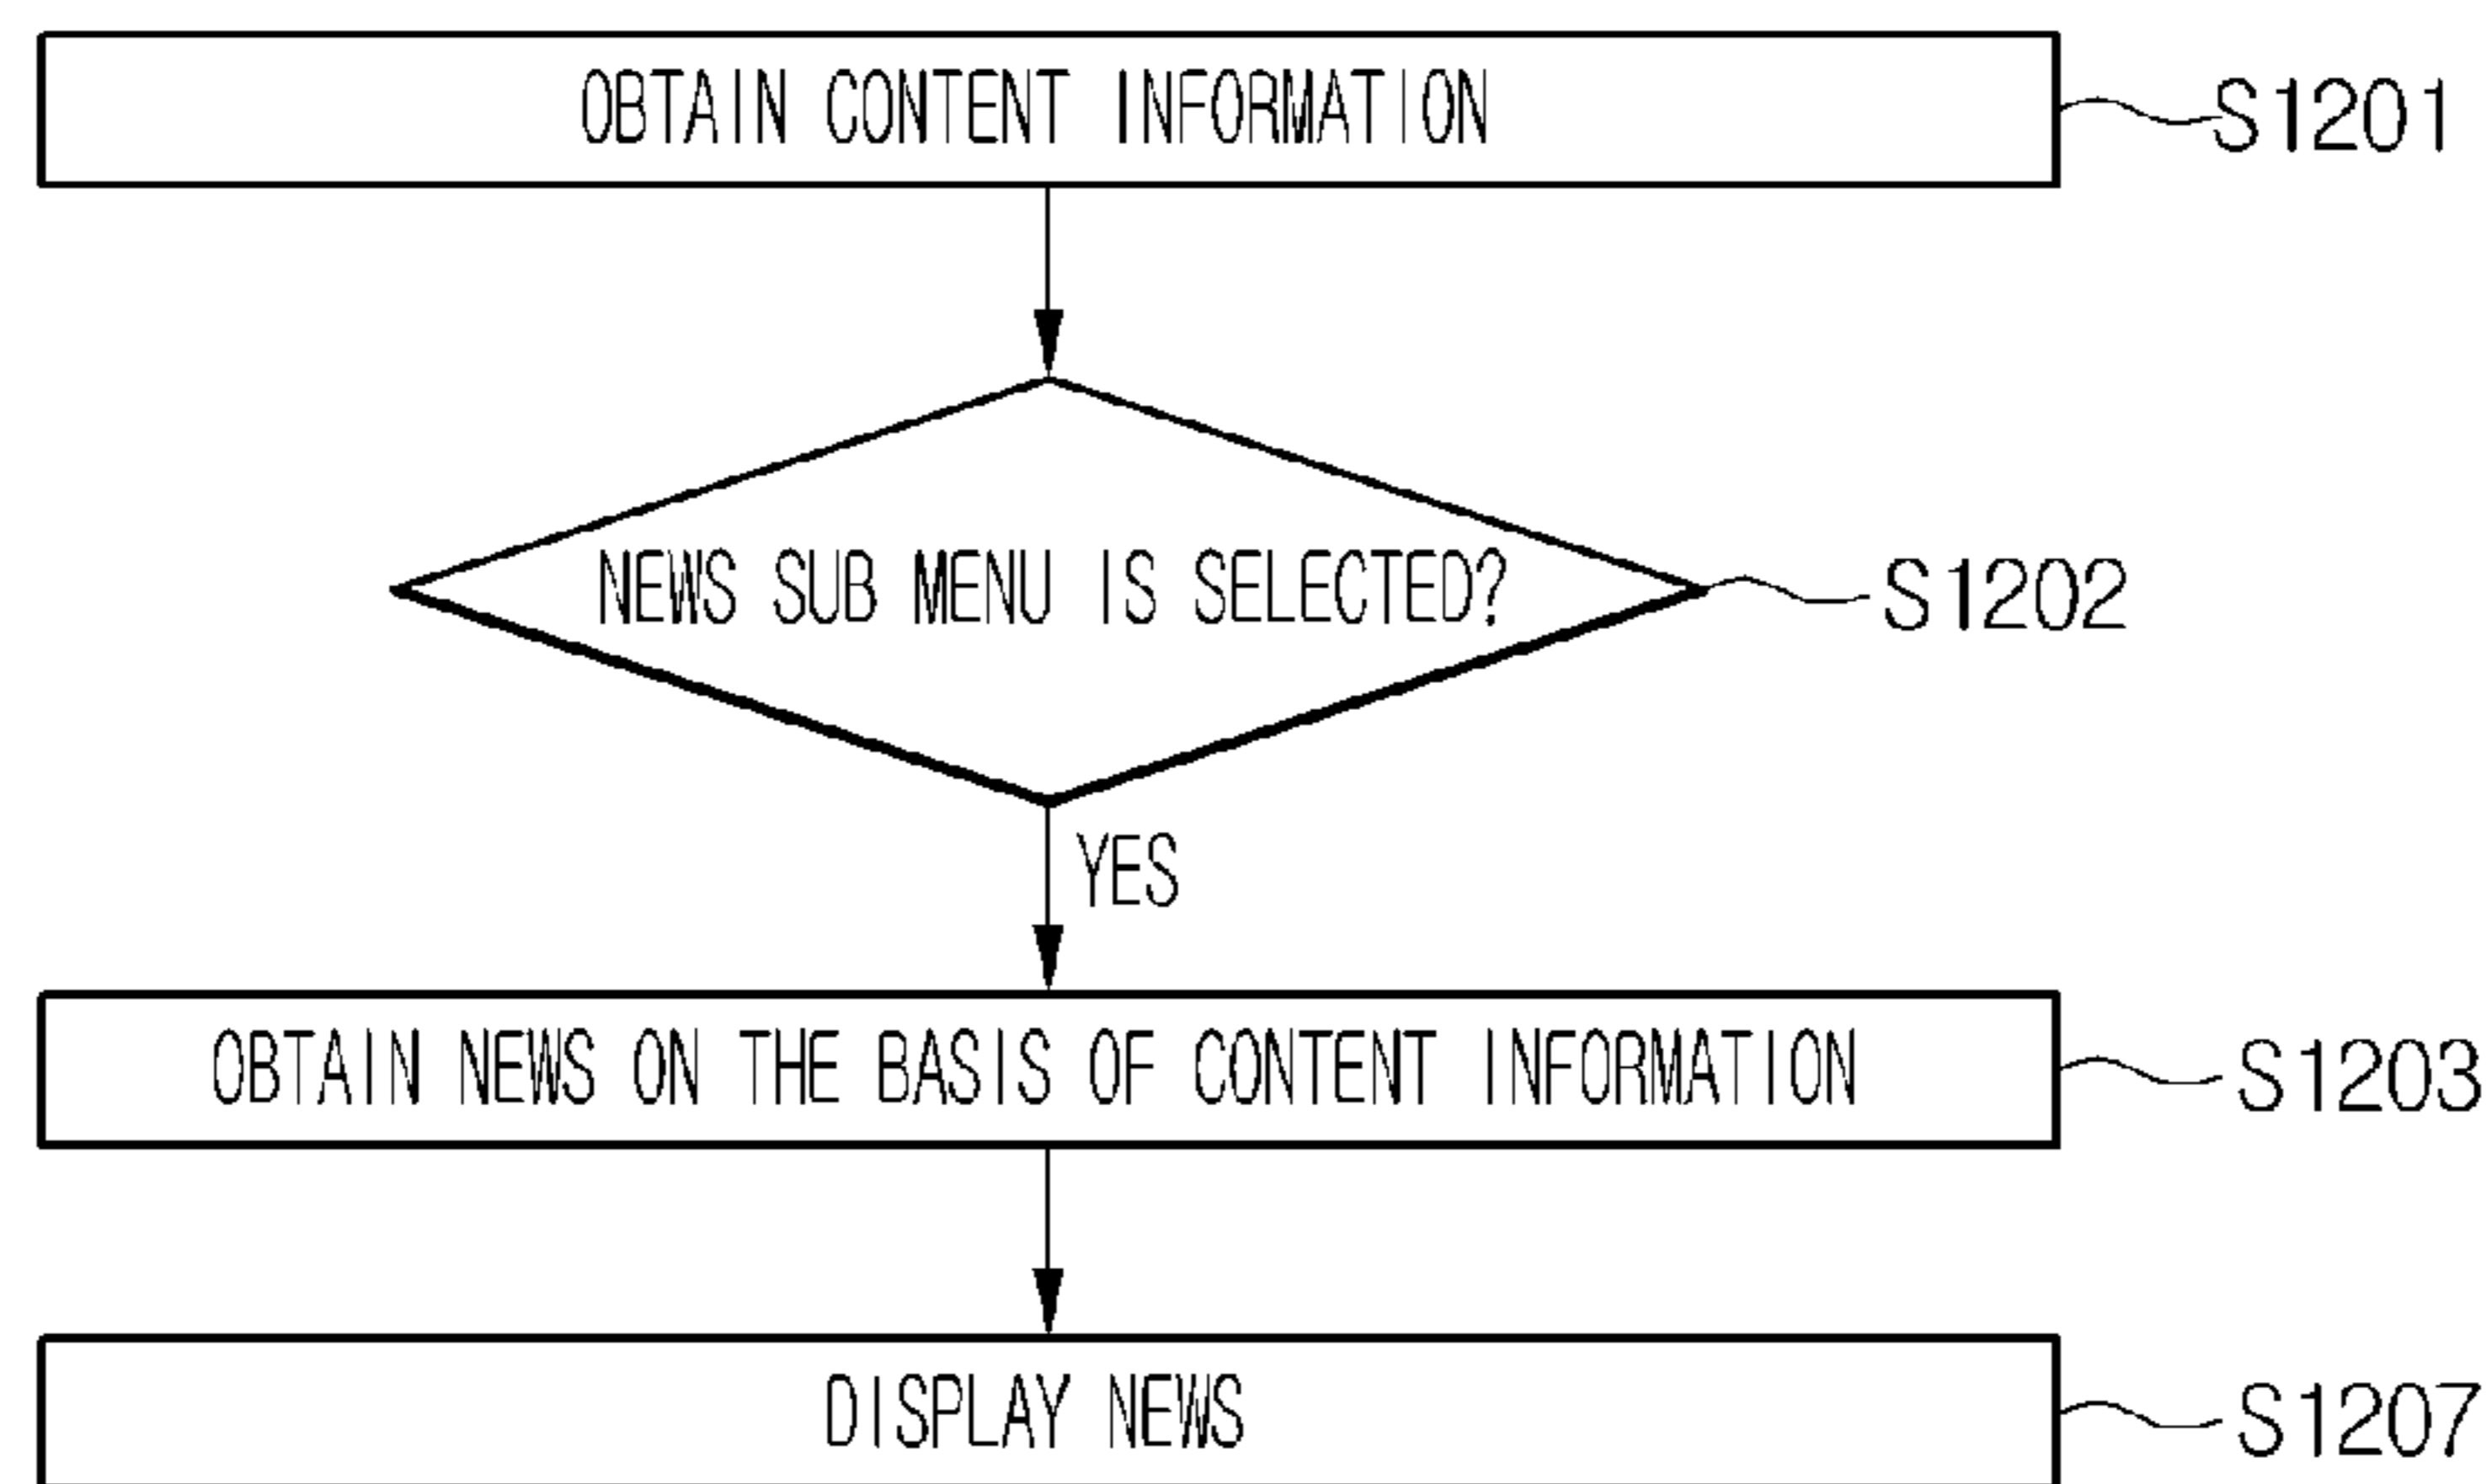 OBTAIN CONTENT INFORMATION
S1201
NEWS SUB MENU IS SELECTED?
S1202
YES
OBTAIN NEWS ON THE BASIS OF CONTENT INFORMATION
S1203
DISPLAY NEWS
S1207